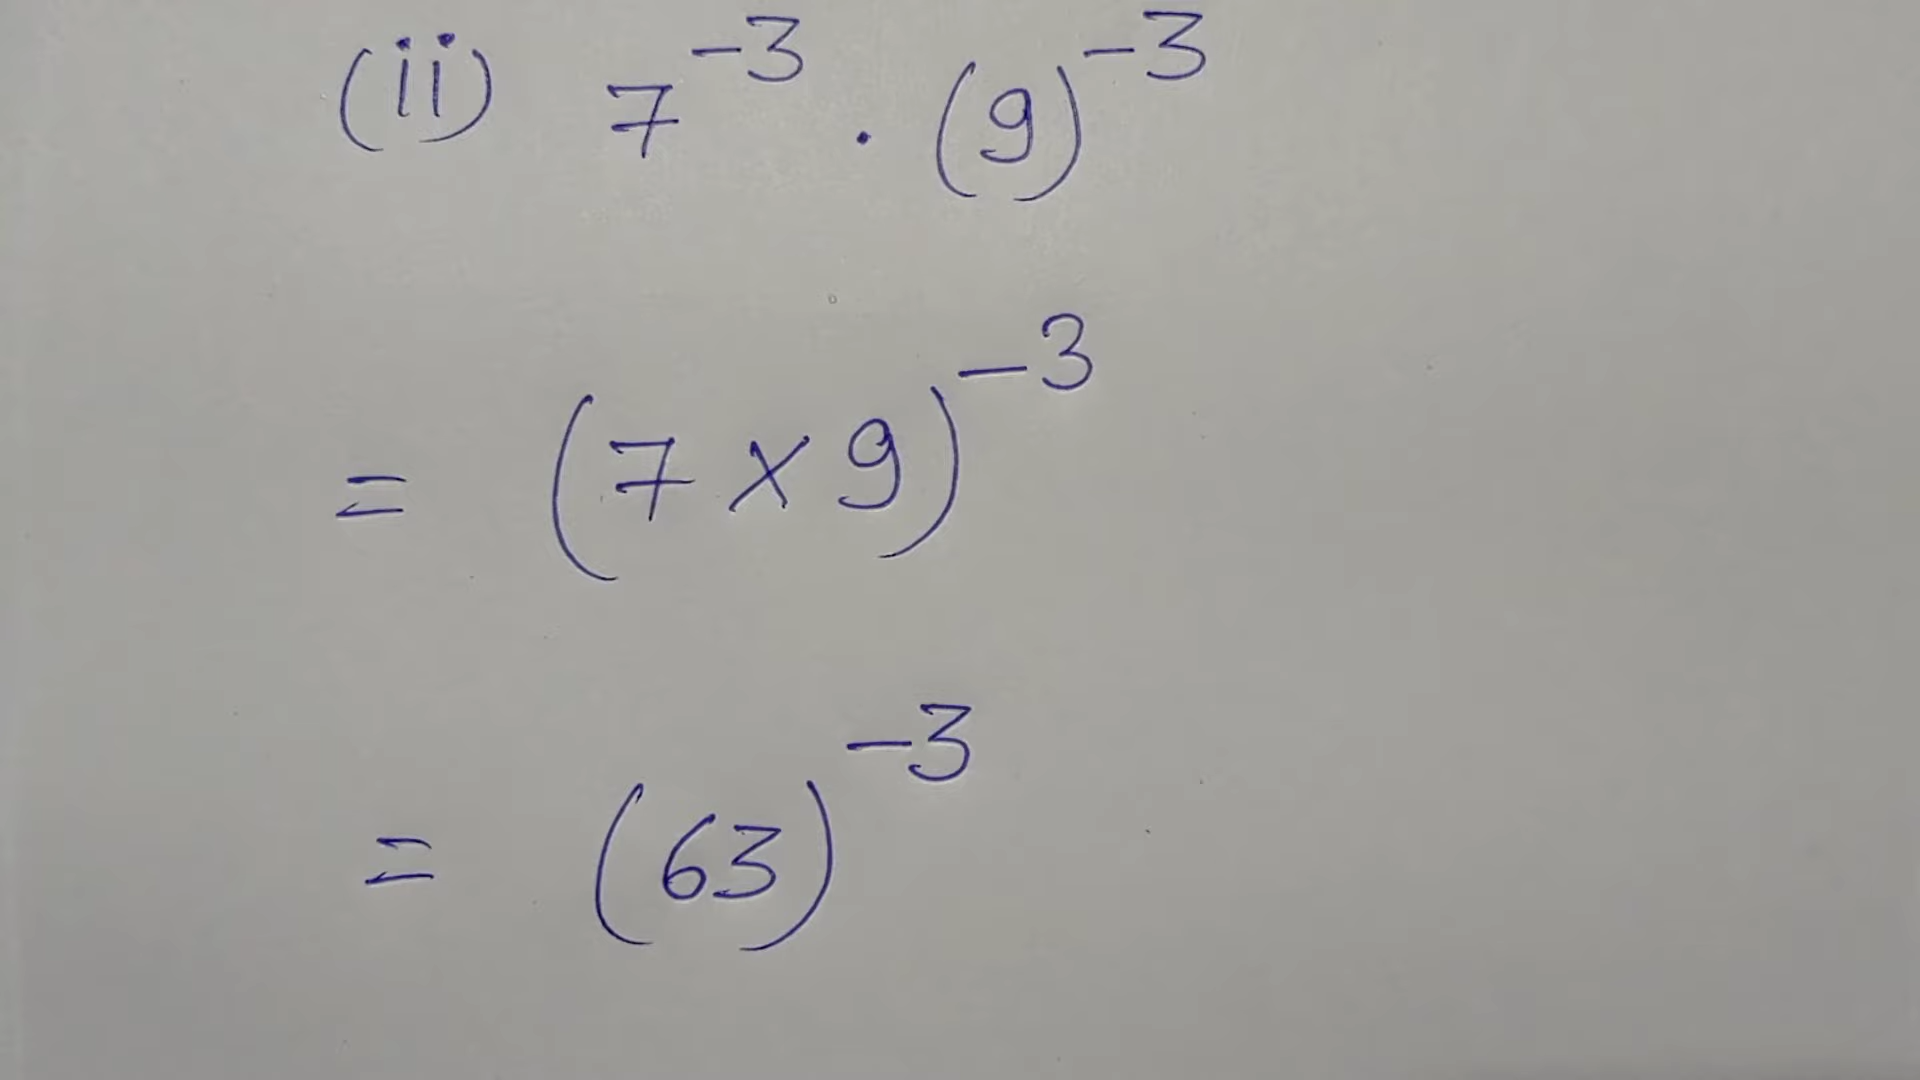 (ii) 7⁻³ · (9)⁻³
= (7 × 9)⁻³
= (63)⁻³